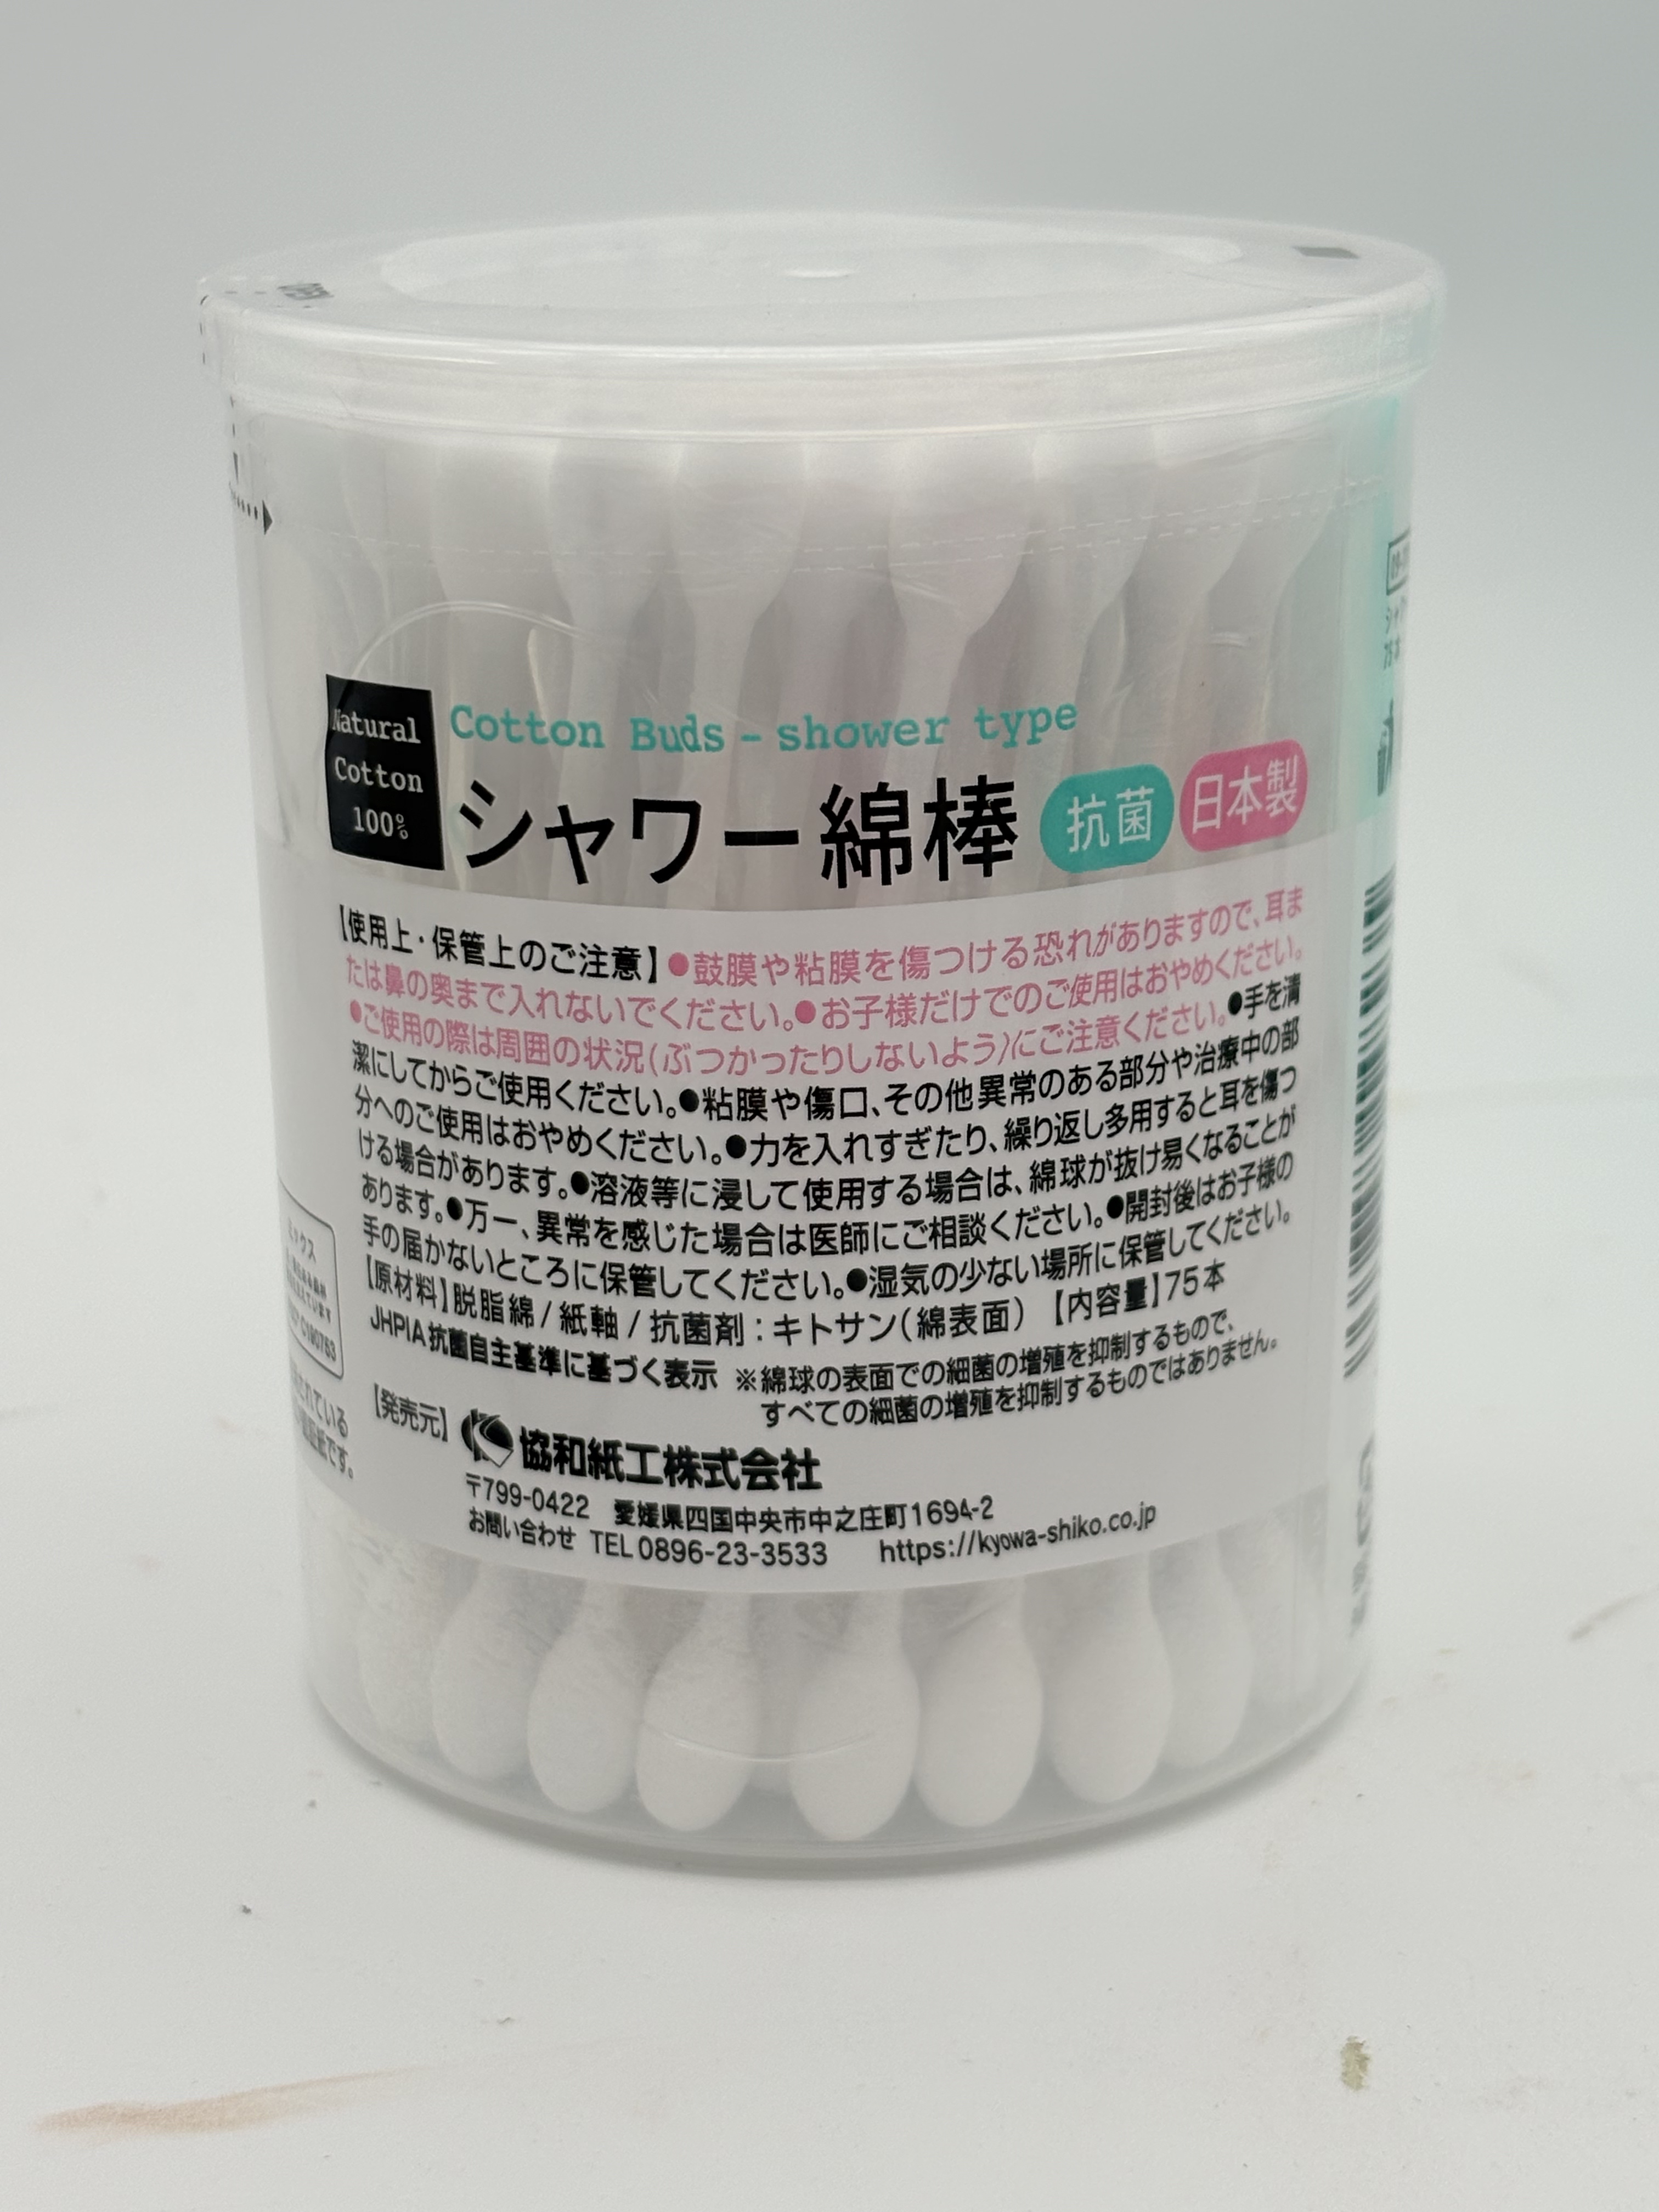 Natural
Cotton
100%
Cotton Buds - shower type
シャワー綿棒
抗菌
日本製
【使用上・保管上のご注意】●鼓膜や粘膜を傷つける恐れがありますので、耳ま
たは鼻の奥まで入れないでください。●お子様だけでのご使用はおやめください。
●ご使用の際は周囲の状況(ぶつかったりしないよう)にご注意ください。●手を清
潔にしてからご使用ください。●粘膜や傷口、その他異常のある部分や治療中の部
分へのご使用はおやめください。●力を入れすぎたり、繰り返し多用すると耳を傷つ
ける場合があります。●溶液等に浸して使用する場合は、綿球が抜け易くなることが
あります。●万一、異常を感じた場合は医師にご相談ください。●開封後はお子様の
手の届かないところに保管してください。●湿気の少ない場所に保管してください。
【原材料】脱脂綿/紙軸/抗菌剤:キトサン(綿表面) 【内容量】75本
JHPIA抗菌自主基準に基づく表示
※綿球の表面での細菌の増殖を抑制するもので、
すべての細菌の増殖を抑制するものではありません。
【発売元】
協和紙工株式会社
〒799-0422 愛媛県四国中央市中之庄町1694-2
お問い合わせ TEL 0896-23-3533 https://kyowa-shiko.co.jp
ミックス
C180753
されている
です。